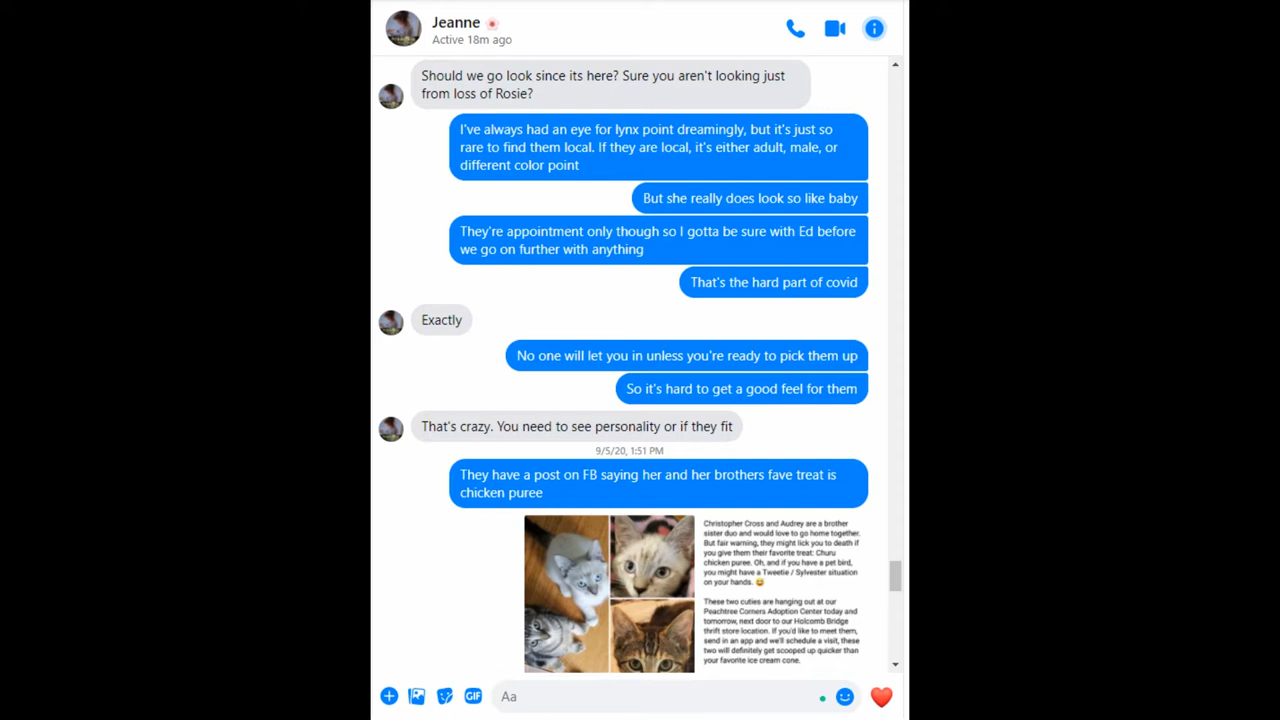 Jeanne
Active 18m ago
Should we go look since its here? Sure you aren't looking just
from loss of Rosie?
I've always had an eye for lynx point dreamingly, but it's just so
rare to find them local. If they are local, it's either adult, male, or
different color point
But she really does look so like baby
They're appointment only though so I gotta be sure with Ed before
we go on further with anything
That's the hard part of covid
Exactly
No one will let you in unless you're ready to pick them up
So it's hard to get a good feel for them
That's crazy. You need to see personality or if they fit
9/5/20, 1:51 PM
They have a post on FB saying her and her brothers fave treat is
chicken puree
Christopher Cross and Audrey are a brother
sister duo and would love to go home together.
But fair warning, they might lick you to death if
you give them their favorite treat: Churu
chicken puree. Oh, and if you have a pet bird,
you might have a Tweetie / Sylvester situation
on your hands. 😅
These two cuties are hanging out at our
Peachtree Corners Adoption Center today and
tomorrow, next door to our Holcomb Bridge
thrift store location. If you'd like to meet them,
send in an app and we'll schedule a visit, these
two will definitely get scooped up quicker than
your favorite ice cream cone.
GIF
Aa